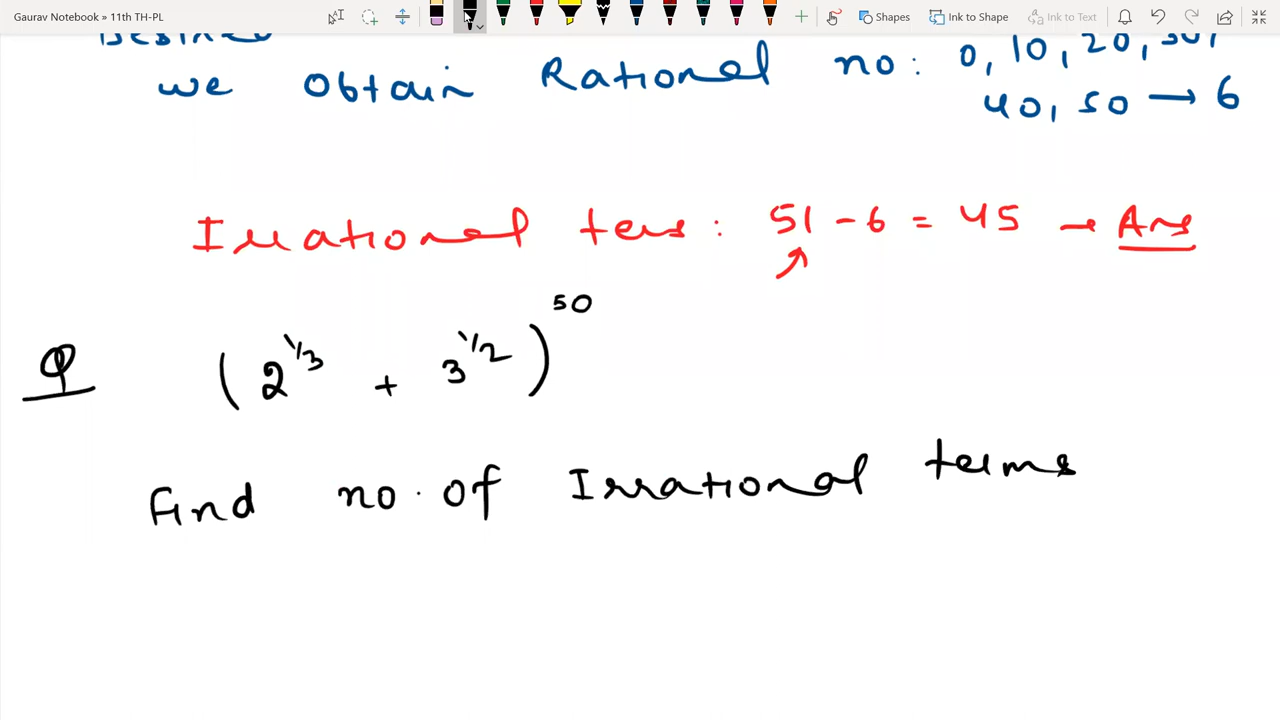 Gaurav Notebook » 11th TH-PL
Shapes Ink to Shape Ink to Text
we obtain Rational no: 0, 10, 20, 30,
40, 50 → 6
Irrational ters: 51 - 6 = 45 → Ans
Q (2^{1/3} + 3^{1/2})^{50}
Find no. of Irrational terms